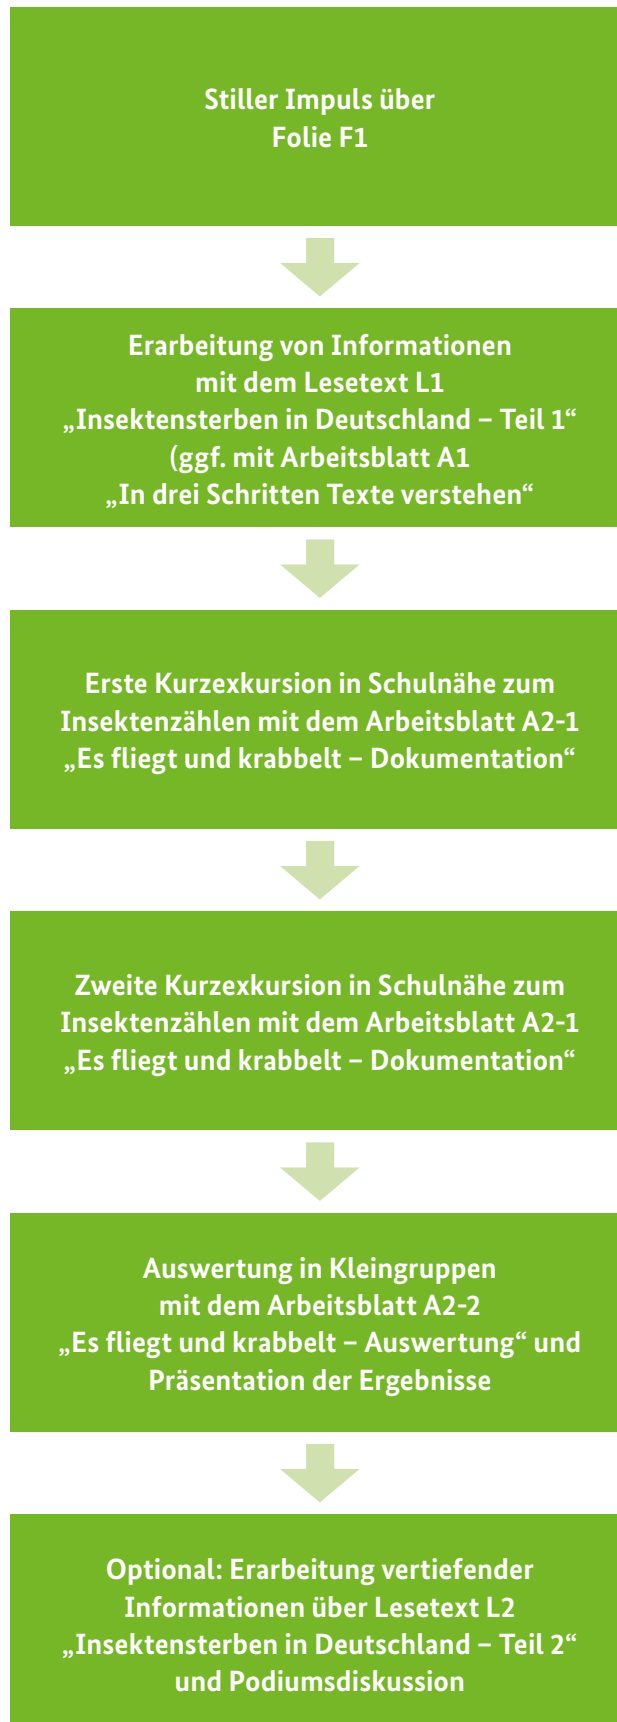 Stiller Impuls über
Folie F1
Erarbeitung von Informationen
mit dem Lesetext L1
„Insektensterben in Deutschland – Teil 1“
(ggf. mit Arbeitsblatt A1
„In drei Schritten Texte verstehen“
Erste Kurzexkursion in Schulnähe zum
Insektenzählen mit dem Arbeitsblatt A2-1
„Es fliegt und krabbelt – Dokumentation“
Zweite Kurzexkursion in Schulnähe zum
Insektenzählen mit dem Arbeitsblatt A2-1
„Es fliegt und krabbelt – Dokumentation“
Auswertung in Kleingruppen
mit dem Arbeitsblatt A2-2
„Es fliegt und krabbelt – Auswertung“ und
Präsentation der Ergebnisse
Optional: Erarbeitung vertiefender
Informationen über Lesetext L2
„Insektensterben in Deutschland – Teil 2“
und Podiumsdiskussion